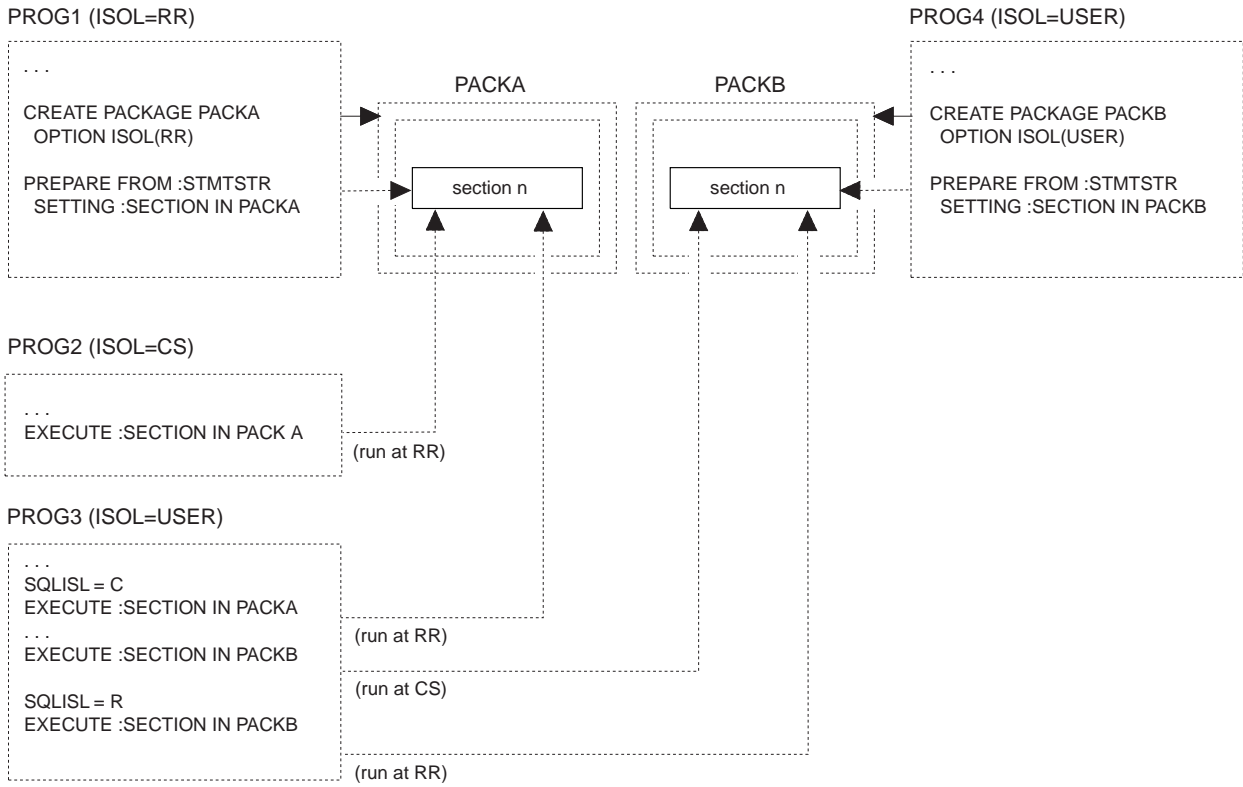 PROG1 (ISOL=RR)
. . .
CREATE PACKAGE PACKA
OPTION ISOL(RR)
PREPARE FROM :STMTSTR
SETTING :SECTION IN PACKA
PACKA
section n
PACKB
section n
PROG4 (ISOL=USER)
. . .
CREATE PACKAGE PACKB
OPTION ISOL(USER)
PREPARE FROM :STMTSTR
SETTING :SECTION IN PACKB
PROG2 (ISOL=CS)
. . .
EXECUTE :SECTION IN PACK A
(run at RR)
PROG3 (ISOL=USER)
. . .
SQLISL = C
EXECUTE :SECTION IN PACKA
(run at RR)
. . .
EXECUTE :SECTION IN PACKB
(run at CS)
SQLISL = R
EXECUTE :SECTION IN PACKB
(run at RR)